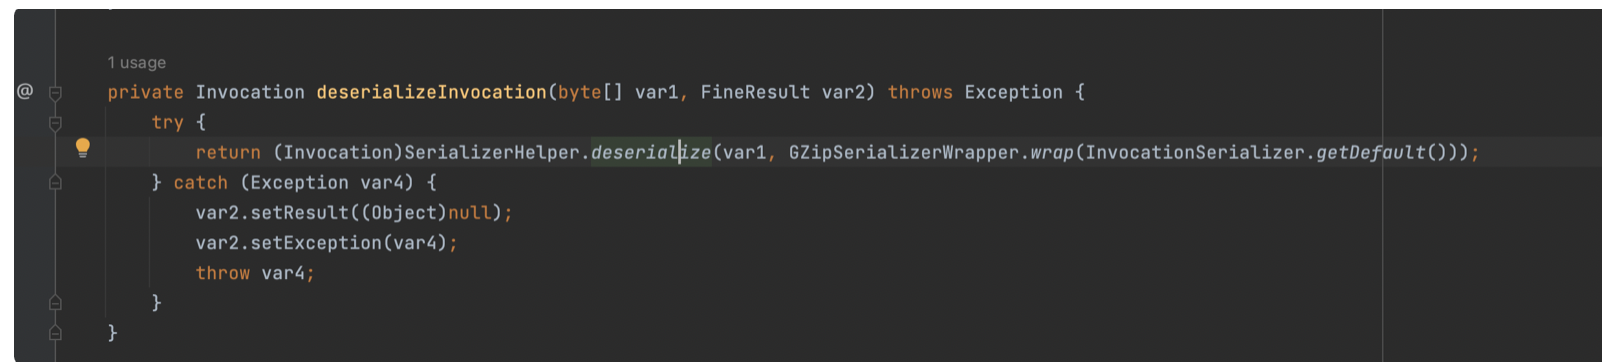 1 usage
@
private Invocation deserializeInvocation(byte[] var1, FineResult var2) throws Exception {
try {
return (Invocation)SerializerHelper.deserialize(var1, GZipSerializerWrapper.wrap(InvocationSerializer.getDefault()));
} catch (Exception var4) {
var2.setResult((Object)null);
var2.setException(var4);
throw var4;
}
}